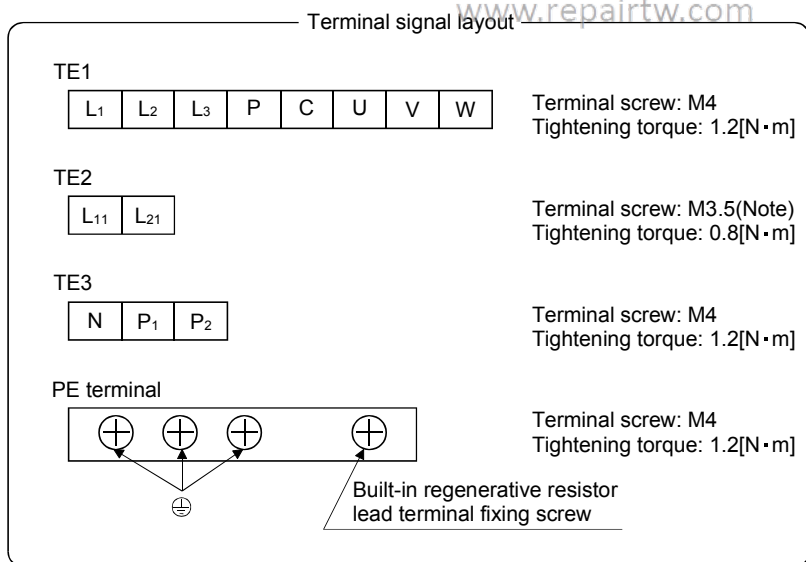 www.repairtw.com
Terminal signal layout
TE1
L1 L2 L3 P C U V W
Terminal screw: M4
Tightening torque: 1.2[N·m]
TE2
L11 L21
Terminal screw: M3.5(Note)
Tightening torque: 0.8[N·m]
TE3
N P1 P2
Terminal screw: M4
Tightening torque: 1.2[N·m]
PE terminal
Terminal screw: M4
Tightening torque: 1.2[N·m]
Built-in regenerative resistor
lead terminal fixing screw